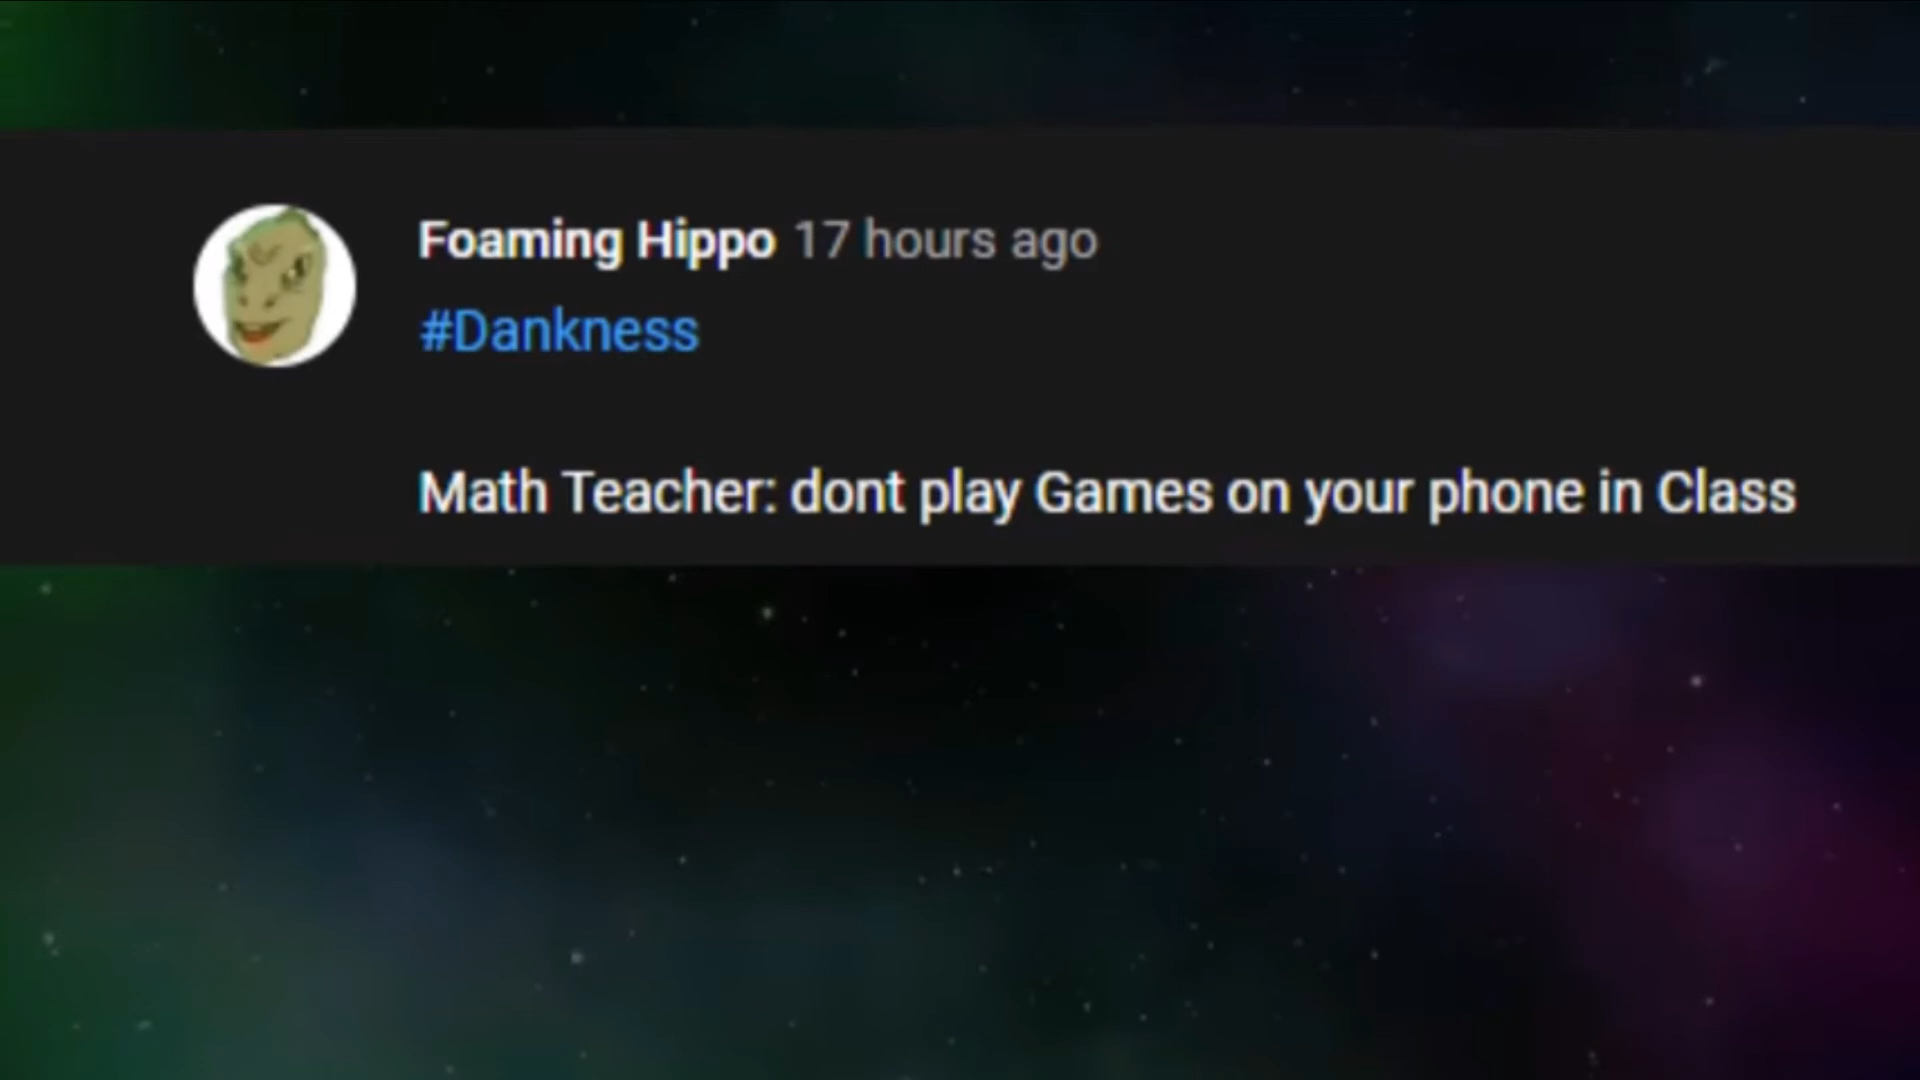 Foaming Hippo 17 hours ago
#Dankness
Math Teacher: dont play Games on your phone in Class